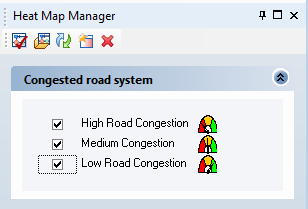 Heat Map Manager
Congested road system
High Road Congestion
Medium Congestion
Low Road Congestion